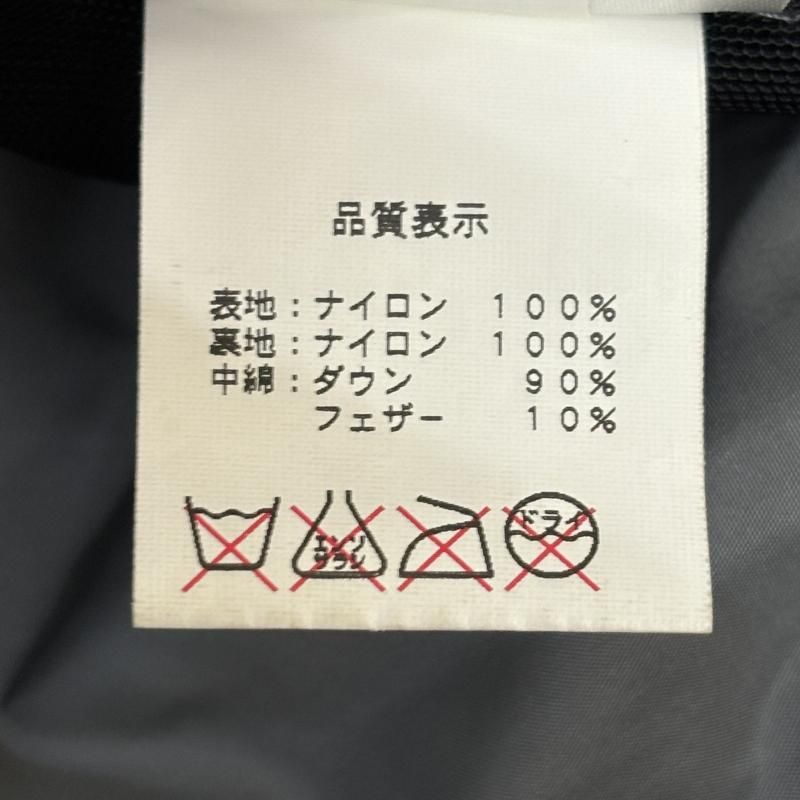 品質表示
表地：ナイロン 100%
裏地：ナイロン 100%
中綿：ダウン 90%
フェザー 10%
エンソ
サラシ
ドライ